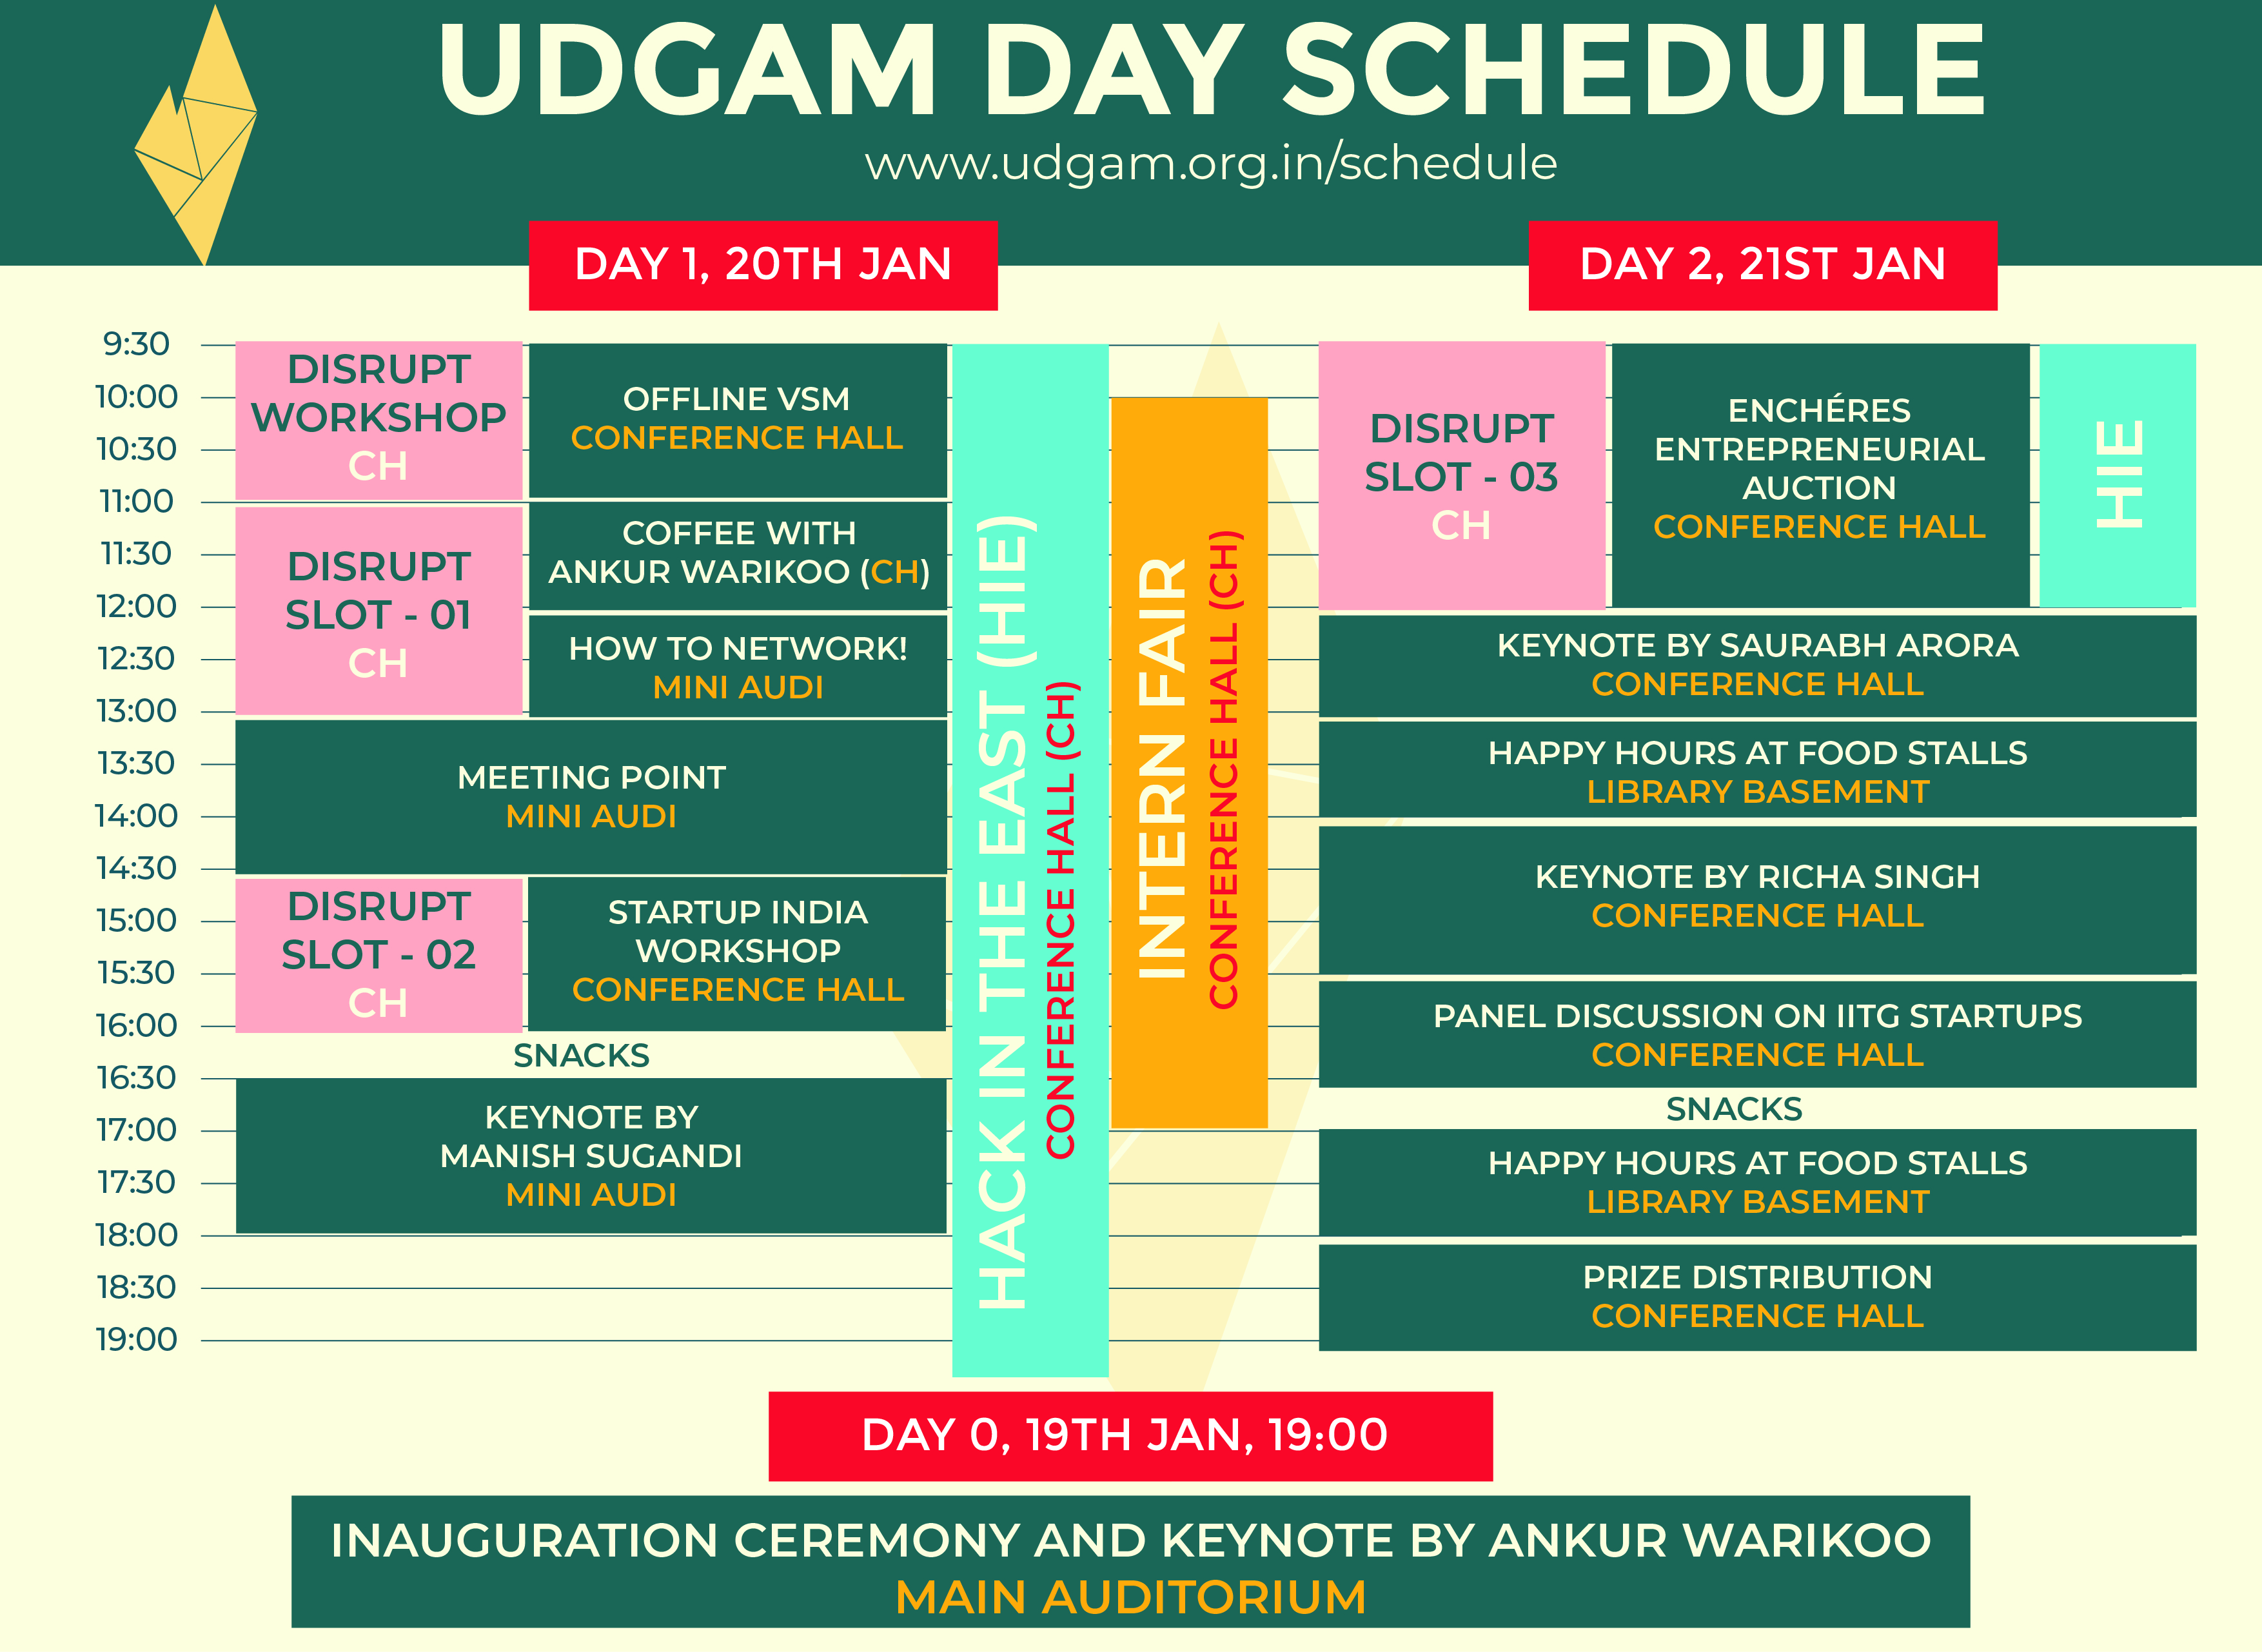 UDGAM DAY SCHEDULE
www.udgam.org.in/schedule
DAY 1, 20TH JAN
DAY 2, 21ST JAN
9:30
10:00
10:30
11:00
11:30
12:00
12:30
13:00
13:30
14:00
14:30
15:00
15:30
16:00
16:30
17:00
17:30
18:00
18:30
19:00
DISRUPT
WORKSHOP
CH
OFFLINE VSM
CONFERENCE HALL
DISRUPT
SLOT - 01
CH
COFFEE WITH
ANKUR WARIKOO (CH)
HOW TO NETWORK!
MINI AUDI
MEETING POINT
MINI AUDI
DISRUPT
SLOT - 02
CH
STARTUP INDIA
WORKSHOP
CONFERENCE HALL
SNACKS
KEYNOTE BY
MANISH SUGANDI
MINI AUDI
HACK IN THE EAST (HIE)
CONFERENCE HALL (CH)
INTERN FAIR
CONFERENCE HALL (CH)
DISRUPT
SLOT - 03
CH
ENCHÉRES
ENTREPRENEURIAL
AUCTION
CONFERENCE HALL
HIE
KEYNOTE BY SAURABH ARORA
CONFERENCE HALL
HAPPY HOURS AT FOOD STALLS
LIBRARY BASEMENT
KEYNOTE BY RICHA SINGH
CONFERENCE HALL
PANEL DISCUSSION ON IITG STARTUPS
CONFERENCE HALL
SNACKS
HAPPY HOURS AT FOOD STALLS
LIBRARY BASEMENT
PRIZE DISTRIBUTION
CONFERENCE HALL
DAY 0, 19TH JAN, 19:00
INAUGURATION CEREMONY AND KEYNOTE BY ANKUR WARIKOO
MAIN AUDITORIUM